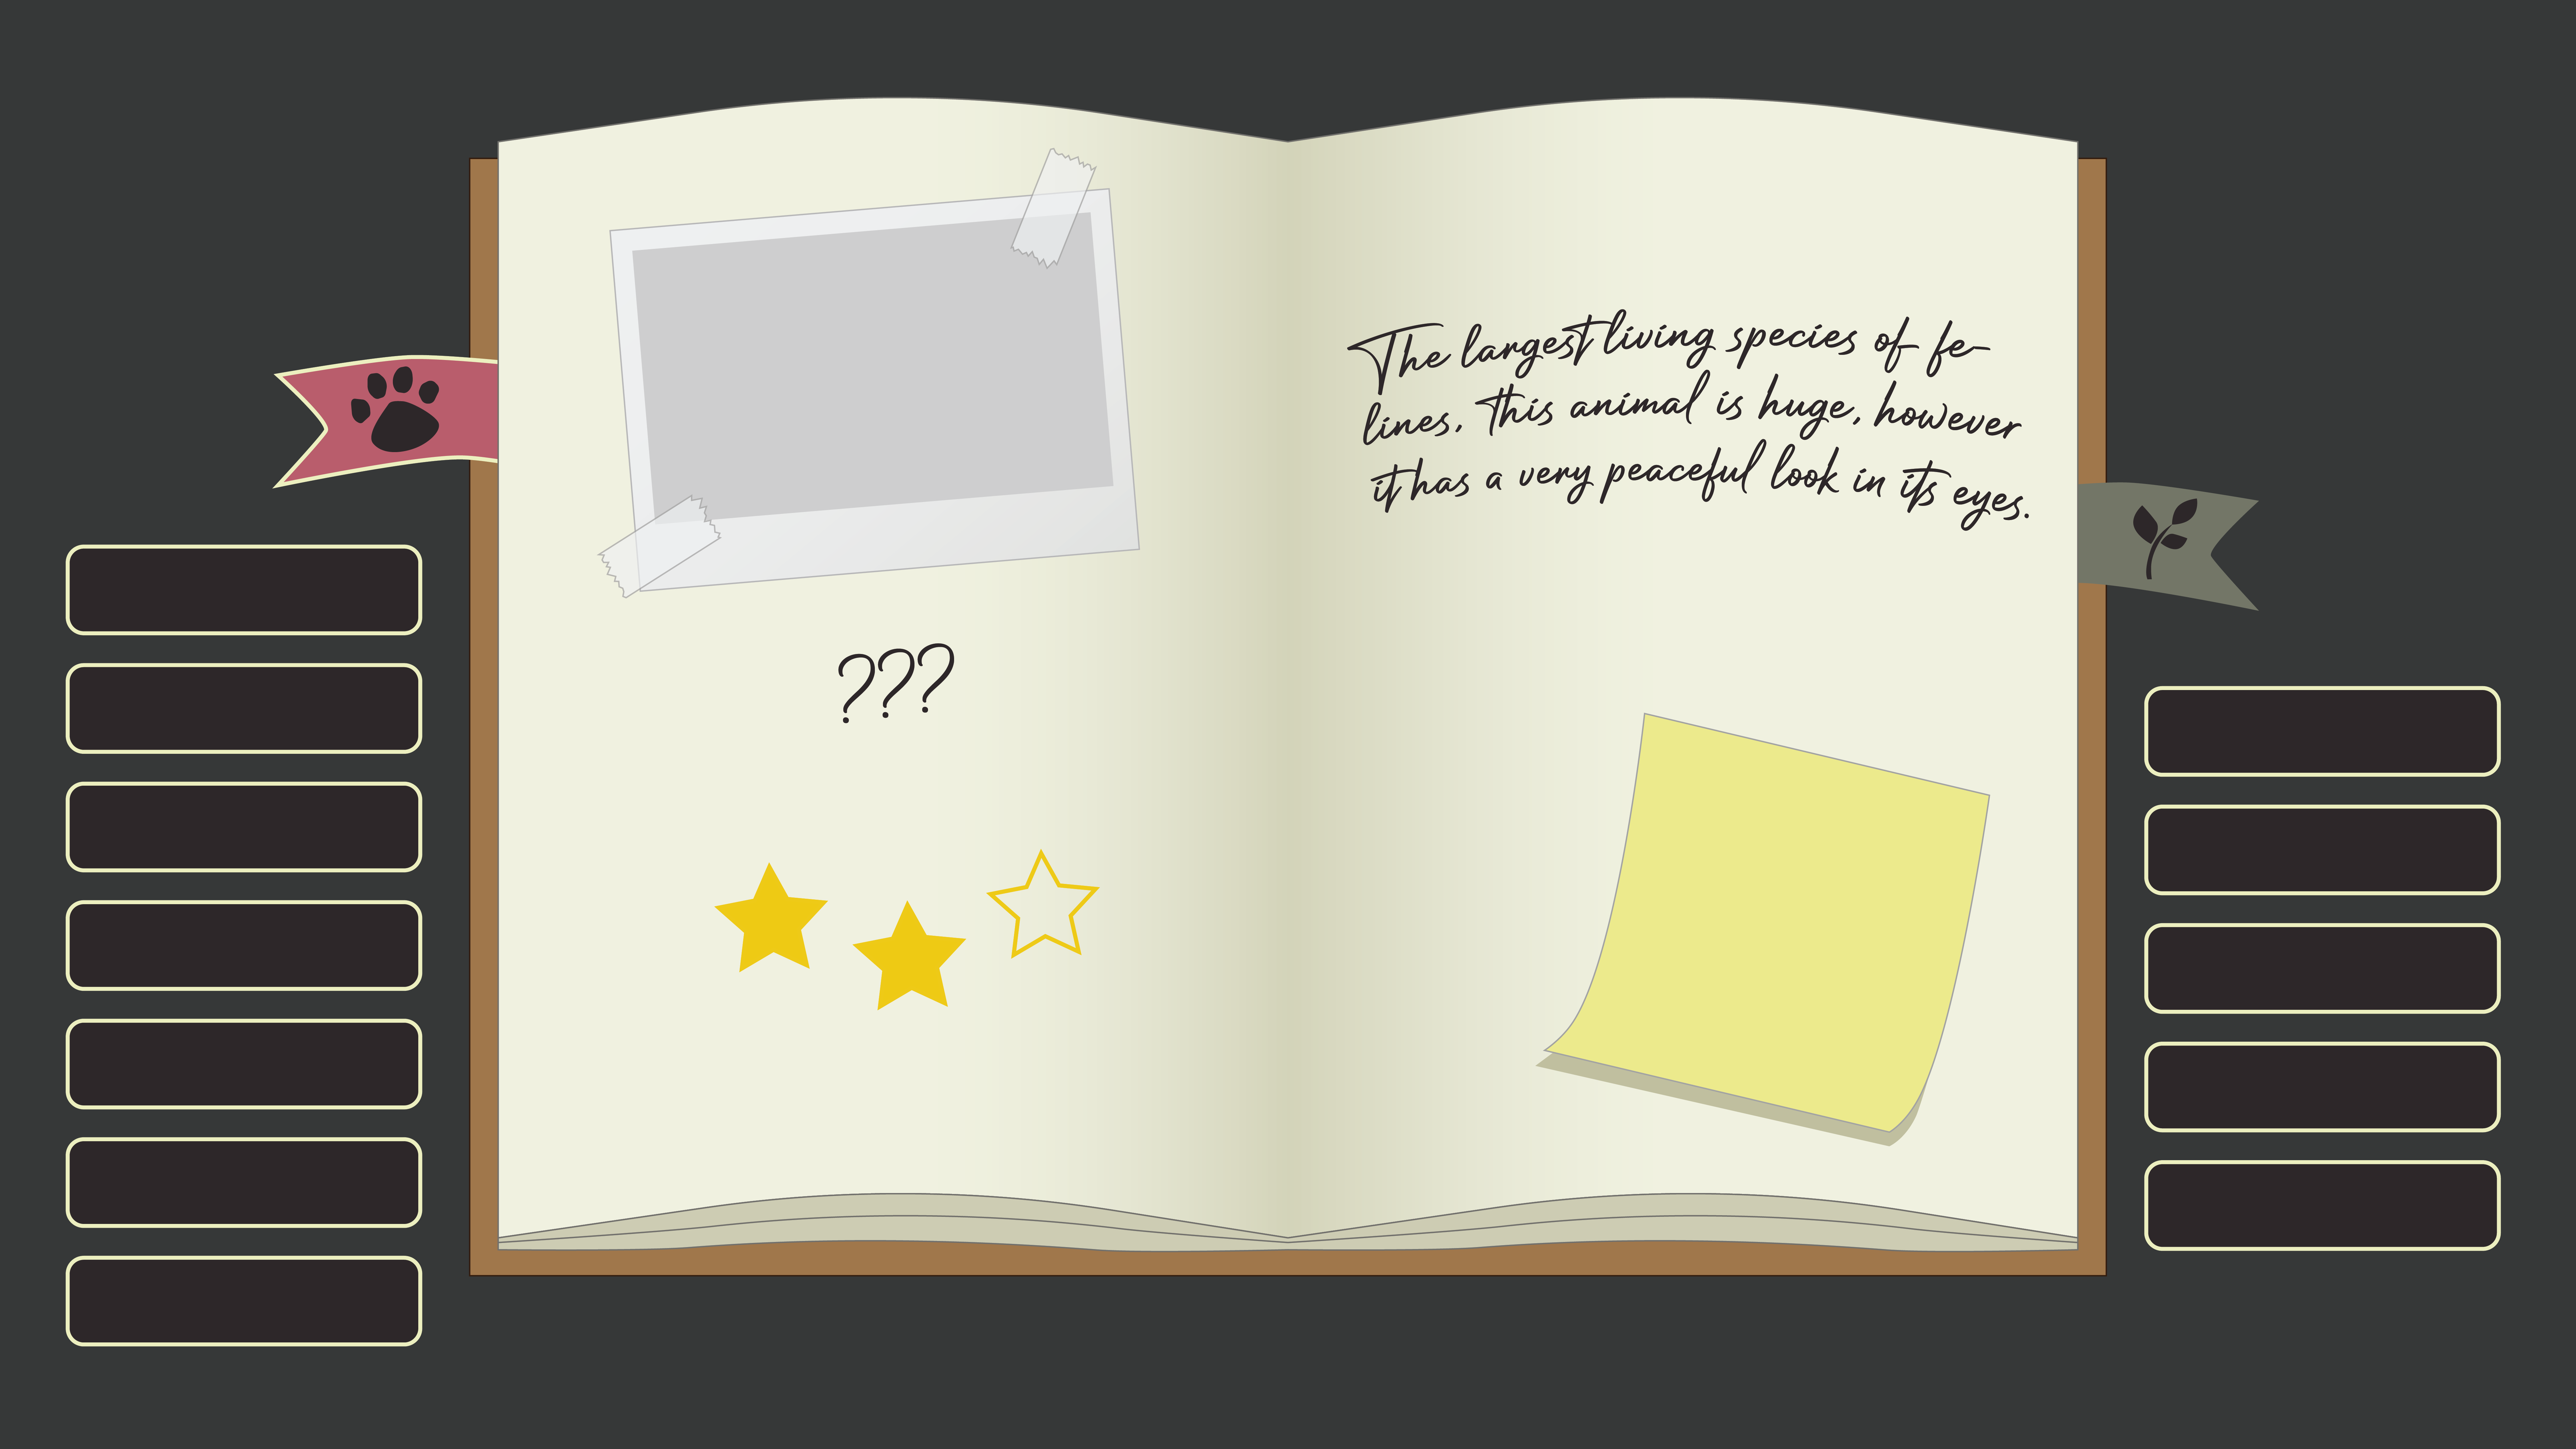 ???
The largest living species of fe-
lines, this animal is huge, however
it has a very peaceful look in its eyes.